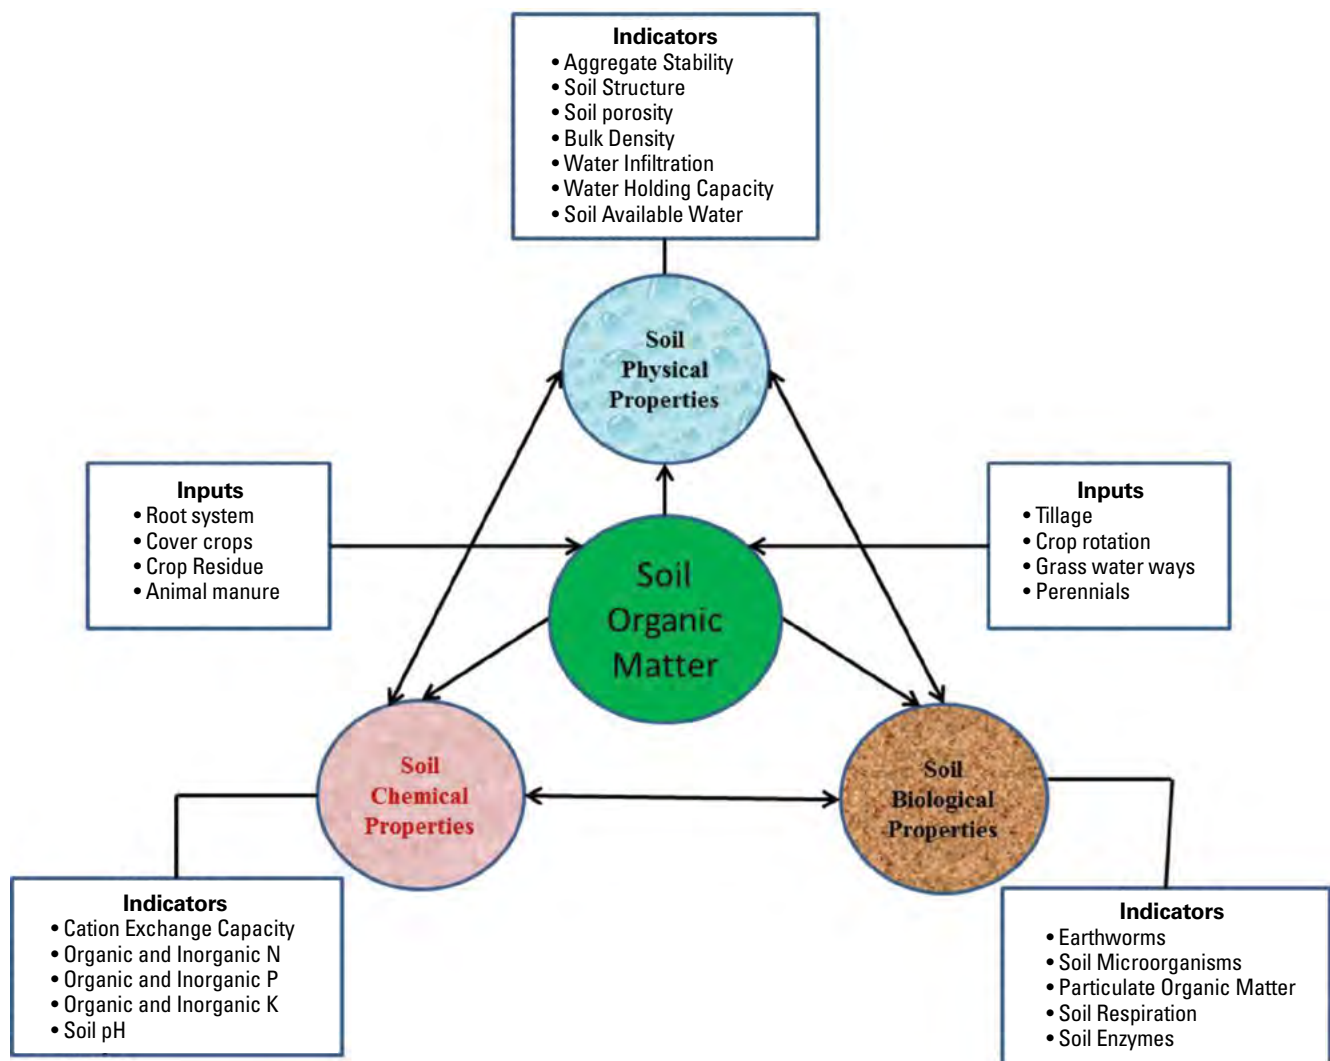 Indicators
• Aggregate Stability
• Soil Structure
• Soil porosity
• Bulk Density
• Water Infiltration
• Water Holding Capacity
• Soil Available Water
Soil
Physical
Properties
Inputs
• Root system
• Cover crops
• Crop Residue
• Animal manure
Inputs
• Tillage
• Crop rotation
• Grass water ways
• Perennials
Soil
Organic
Matter
Soil
Chemical
Properties
Soil
Biological
Properties
Indicators
• Cation Exchange Capacity
• Organic and Inorganic N
• Organic and Inorganic P
• Organic and Inorganic K
• Soil pH
Indicators
• Earthworms
• Soil Microorganisms
• Particulate Organic Matter
• Soil Respiration
• Soil Enzymes